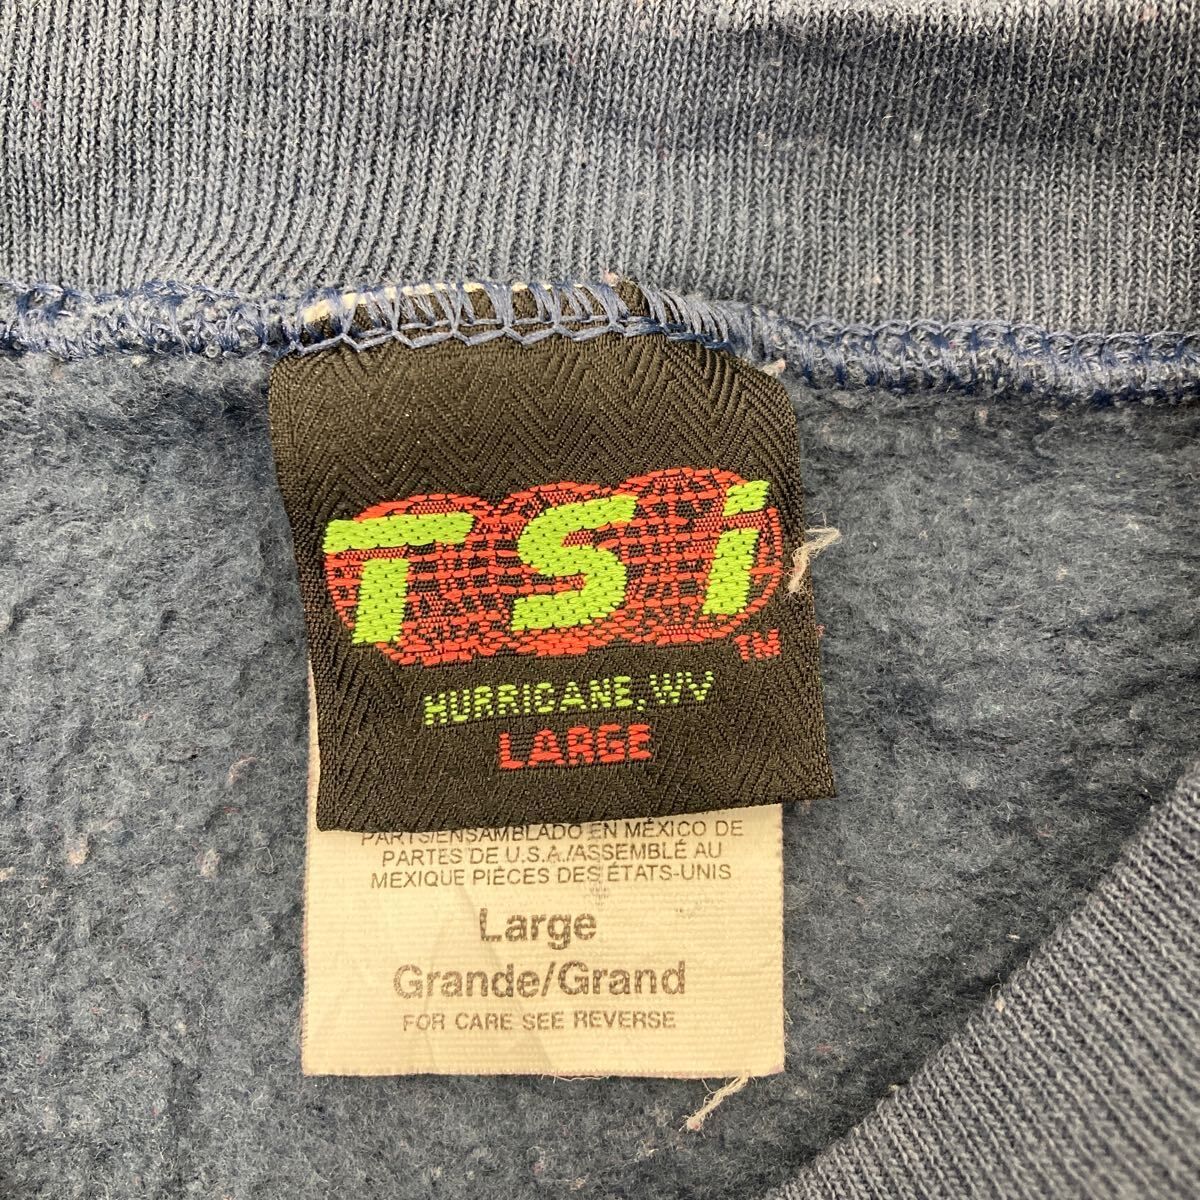 TSi
TM
HURRICANE, WV
LARGE
PARTS/ENSAMBLADO EN MÉXICO DE
PARTES DE U.S.A./ASSEMBLÉ AU
MEXIQUE PIÈCES DES ÉTATS-UNIS
Large
Grande/Grand
FOR CARE SEE REVERSE